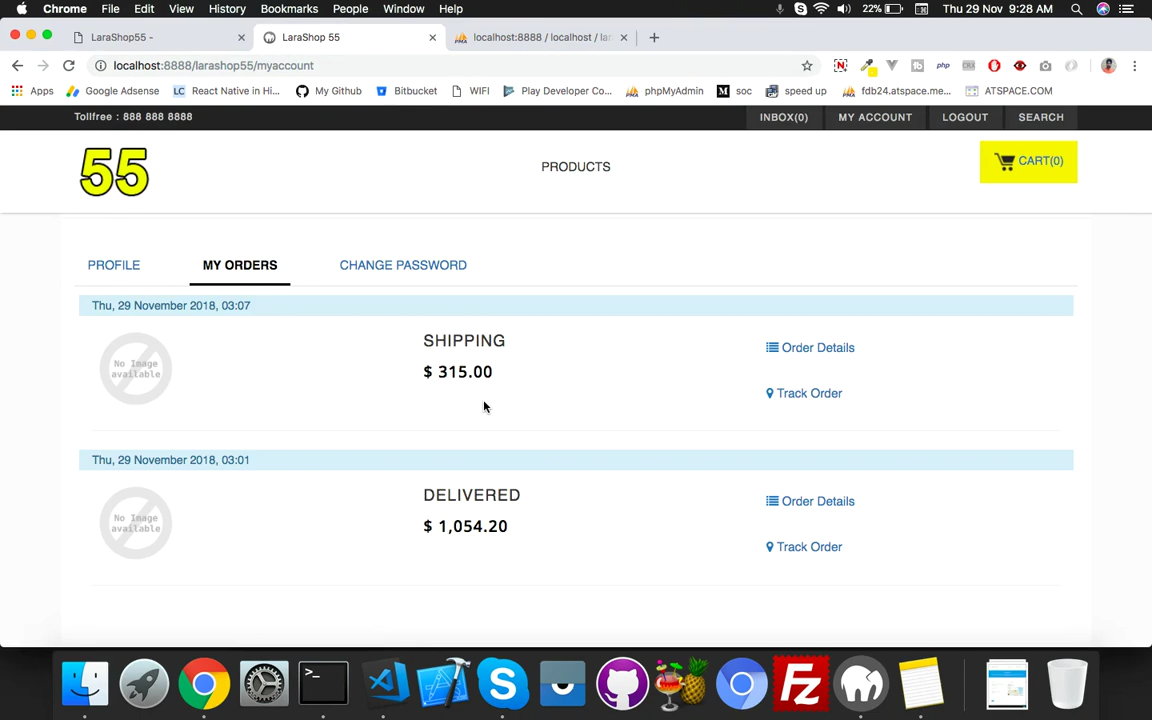 Chrome File Edit View History Bookmarks People Window Help 22% Thu 29 Nov 9:28 AM
LaraShop55 -
LaraShop 55
localhost:8888 / localhost / lar
localhost:8888/larashop55/myaccount
Apps Google Adsense LC React Native in Hi... My Github Bitbucket WIFI Play Developer Co... phpMyAdmin M soc speed up fdb24.atspace.me... ATSPACE.COM
Tollfree : 888 888 8888
INBOX(0) MY ACCOUNT LOGOUT SEARCH
55
PRODUCTS
CART(0)
PROFILE MY ORDERS CHANGE PASSWORD
Thu, 29 November 2018, 03:07
No Image
available
SHIPPING
$ 315.00
Order Details
Track Order
Thu, 29 November 2018, 03:01
No Image
available
DELIVERED
$ 1,054.20
Order Details
Track Order